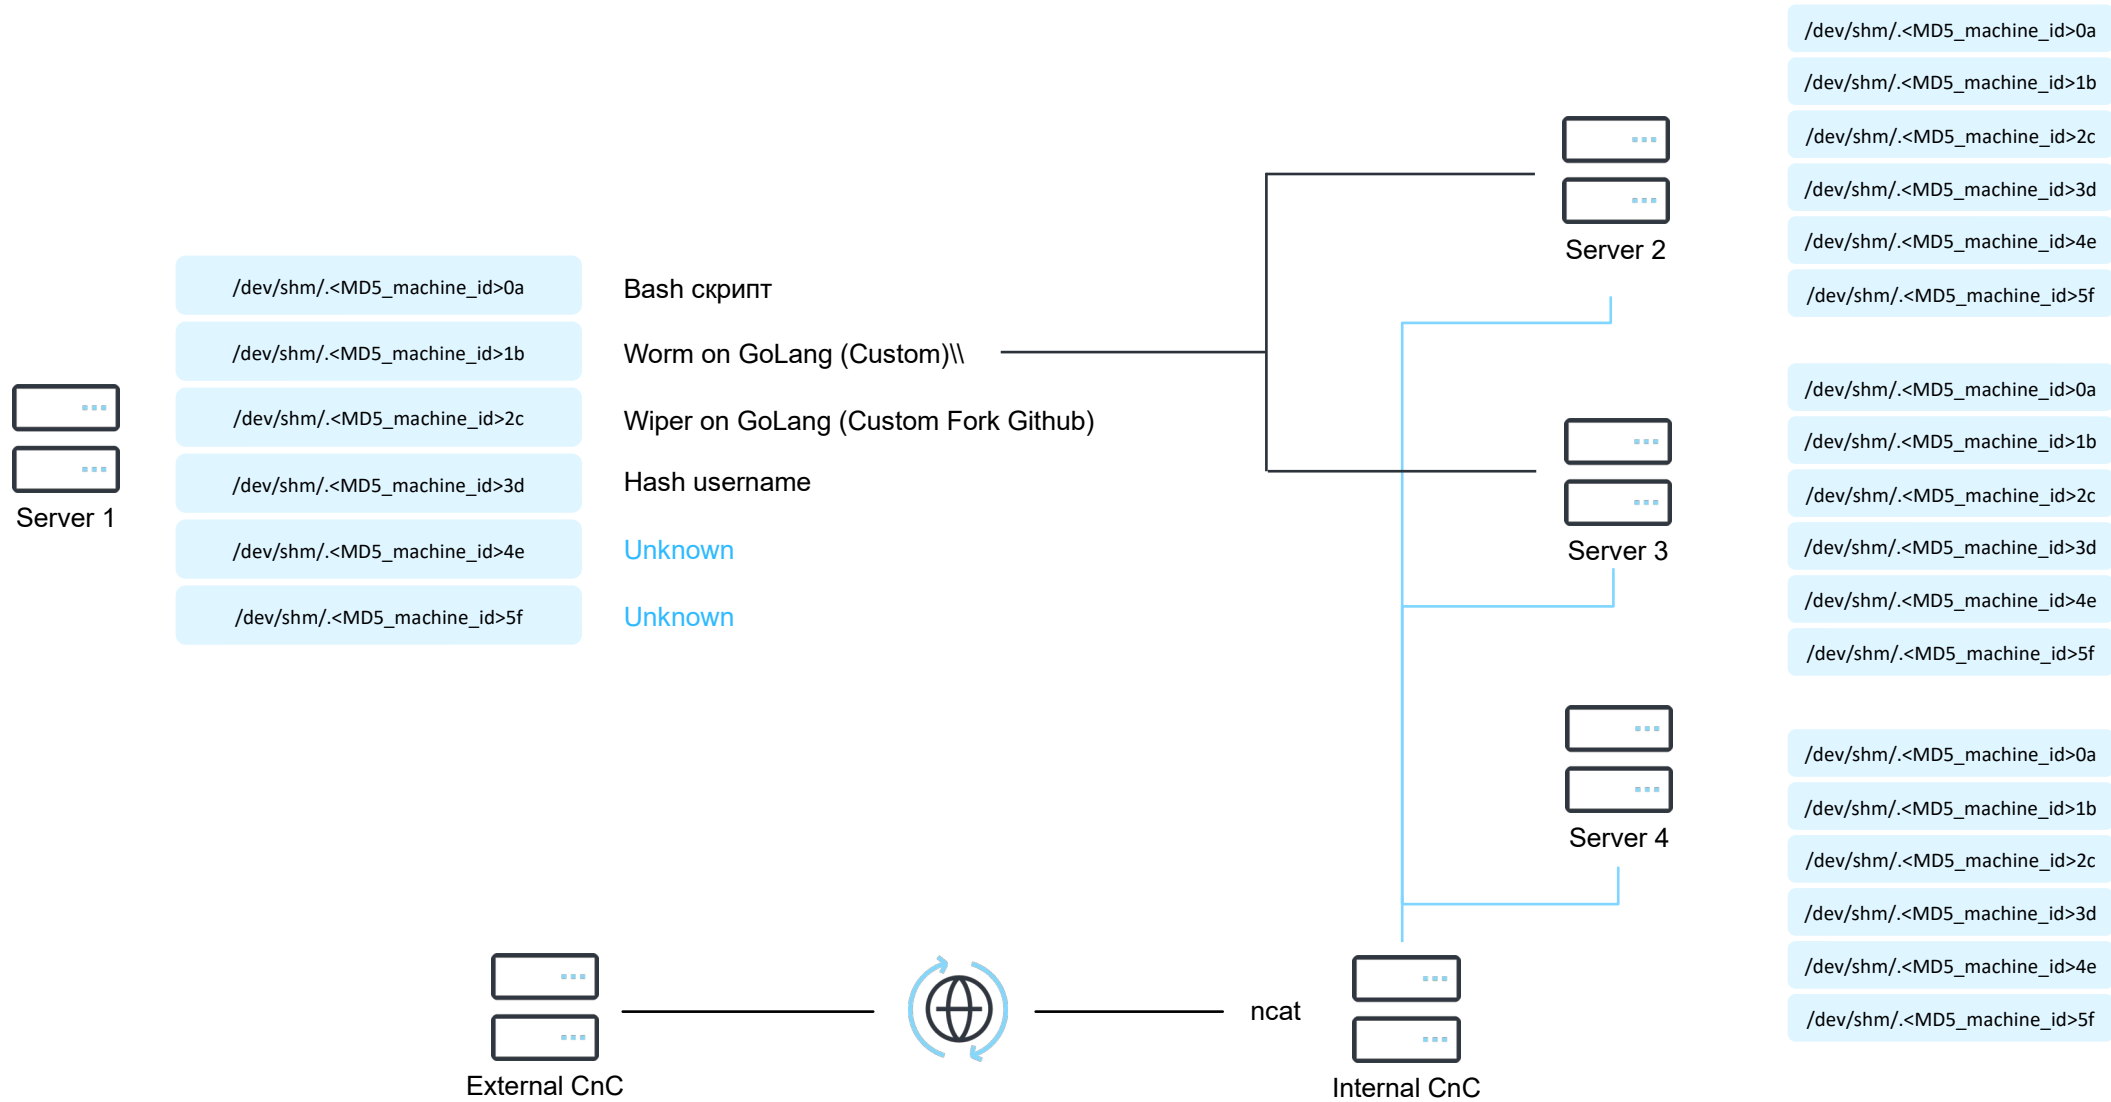 Server 1
/dev/shm/.<MD5_machine_id>0a
Bash скрипт
/dev/shm/.<MD5_machine_id>1b
Worm on GoLang (Custom)\\
/dev/shm/.<MD5_machine_id>2c
Wiper on GoLang (Custom Fork Github)
/dev/shm/.<MD5_machine_id>3d
Hash username
/dev/shm/.<MD5_machine_id>4e
Unknown
/dev/shm/.<MD5_machine_id>5f
Unknown
Server 2
/dev/shm/.<MD5_machine_id>0a
/dev/shm/.<MD5_machine_id>1b
/dev/shm/.<MD5_machine_id>2c
/dev/shm/.<MD5_machine_id>3d
/dev/shm/.<MD5_machine_id>4e
/dev/shm/.<MD5_machine_id>5f
Server 3
/dev/shm/.<MD5_machine_id>0a
/dev/shm/.<MD5_machine_id>1b
/dev/shm/.<MD5_machine_id>2c
/dev/shm/.<MD5_machine_id>3d
/dev/shm/.<MD5_machine_id>4e
/dev/shm/.<MD5_machine_id>5f
Server 4
/dev/shm/.<MD5_machine_id>0a
/dev/shm/.<MD5_machine_id>1b
/dev/shm/.<MD5_machine_id>2c
/dev/shm/.<MD5_machine_id>3d
/dev/shm/.<MD5_machine_id>4e
/dev/shm/.<MD5_machine_id>5f
External CnC
ncat
Internal CnC